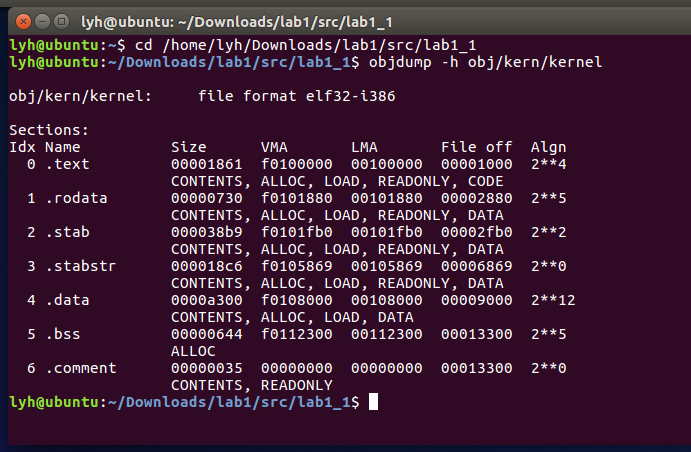 lyh@ubuntu: ~/Downloads/lab1/src/lab1_1
lyh@ubuntu:~$ cd /home/lyh/Downloads/lab1/src/lab1_1
lyh@ubuntu:~/Downloads/lab1/src/lab1_1$ objdump -h obj/kern/kernel
obj/kern/kernel:     file format elf32-i386
Sections:
Idx Name          Size      VMA       LMA       File off  Algn
  0 .text         00001861  f0100000  00100000  00001000  2**4
                  CONTENTS, ALLOC, LOAD, READONLY, CODE
  1 .rodata       00000730  f0101880  00101880  00002880  2**5
                  CONTENTS, ALLOC, LOAD, READONLY, DATA
  2 .stab         000038b9  f0101fb0  00101fb0  00002fb0  2**2
                  CONTENTS, ALLOC, LOAD, READONLY, DATA
  3 .stabstr      000018c6  f0105869  00105869  00006869  2**0
                  CONTENTS, ALLOC, LOAD, READONLY, DATA
  4 .data         0000a300  f0108000  00108000  00009000  2**12
                  CONTENTS, ALLOC, LOAD, DATA
  5 .bss          00000644  f0112300  00112300  00013300  2**5
                  ALLOC
  6 .comment      00000035  00000000  00000000  00013300  2**0
                  CONTENTS, READONLY
lyh@ubuntu:~/Downloads/lab1/src/lab1_1$